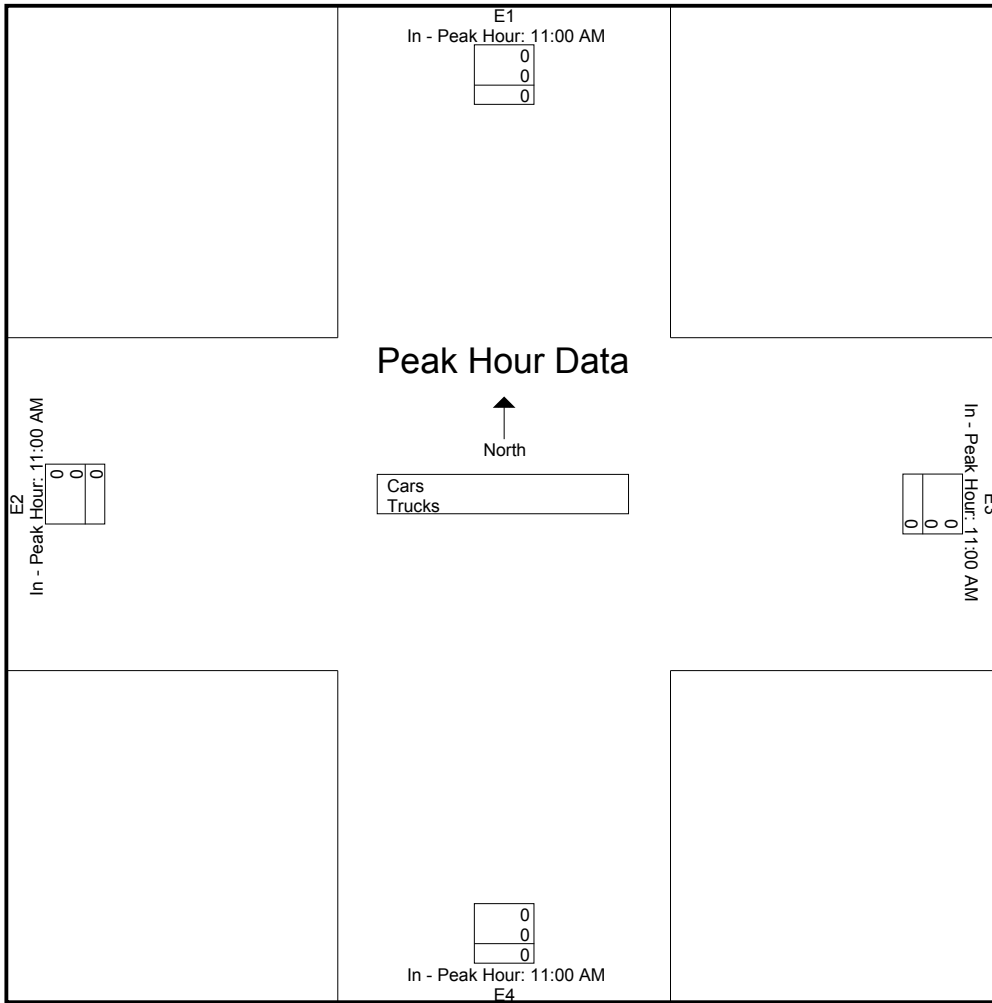 E1
In - Peak Hour: 11:00 AM
0
0
0
Peak Hour Data
North
Cars
Trucks
E2
In - Peak Hour: 11:00 AM
0
0
0
E3
In - Peak Hour: 11:00 AM
0
0
0
0
0
0
In - Peak Hour: 11:00 AM
E4